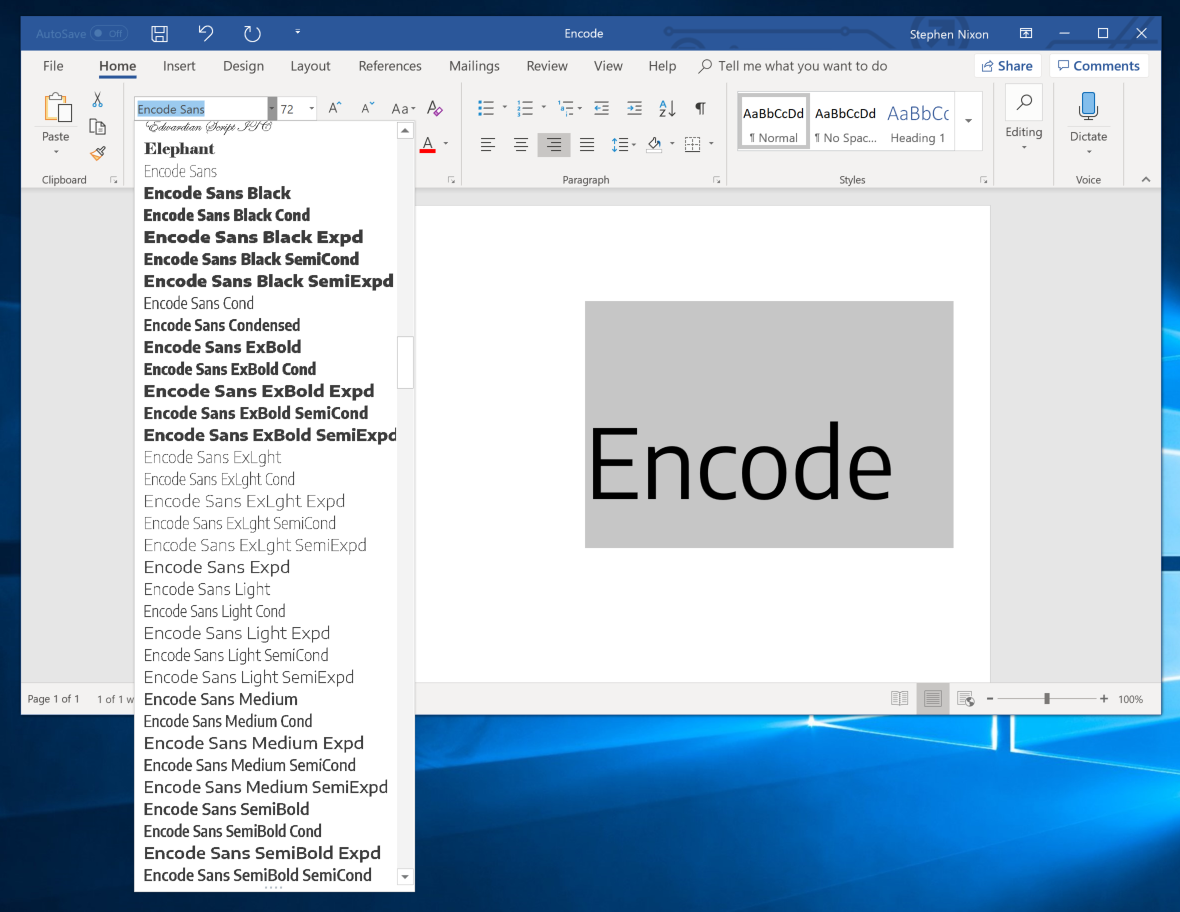 AutoSave Off Encode Stephen Nixon
File Home Insert Design Layout References Mailings Review View Help Tell me what you want to do Share Comments
Encode Sans 72 Aa
Paste
Clipboard
Paragraph
AaBbCcDd AaBbCcDd AaBbCc
¶ Normal ¶ No Spac... Heading 1
Styles
Editing
Dictate
Voice
Edwardian Script ITC
Elephant
Encode Sans
Encode Sans Black
Encode Sans Black Cond
Encode Sans Black Expd
Encode Sans Black SemiCond
Encode Sans Black SemiExpd
Encode Sans Cond
Encode Sans Condensed
Encode Sans ExBold
Encode Sans ExBold Cond
Encode Sans ExBold Expd
Encode Sans ExBold SemiCond
Encode Sans ExBold SemiExpd
Encode Sans ExLght
Encode Sans ExLght Cond
Encode Sans ExLght Expd
Encode Sans ExLght SemiCond
Encode Sans ExLght SemiExpd
Encode Sans Expd
Encode Sans Light
Encode Sans Light Cond
Encode Sans Light Expd
Encode Sans Light SemiCond
Encode Sans Light SemiExpd
Encode Sans Medium
Encode Sans Medium Cond
Encode Sans Medium Expd
Encode Sans Medium SemiCond
Encode Sans Medium SemiExpd
Encode Sans SemiBold
Encode Sans SemiBold Cond
Encode Sans SemiBold Expd
Encode Sans SemiBold SemiCond
Encode
Page 1 of 1 1 of 1 w 100%